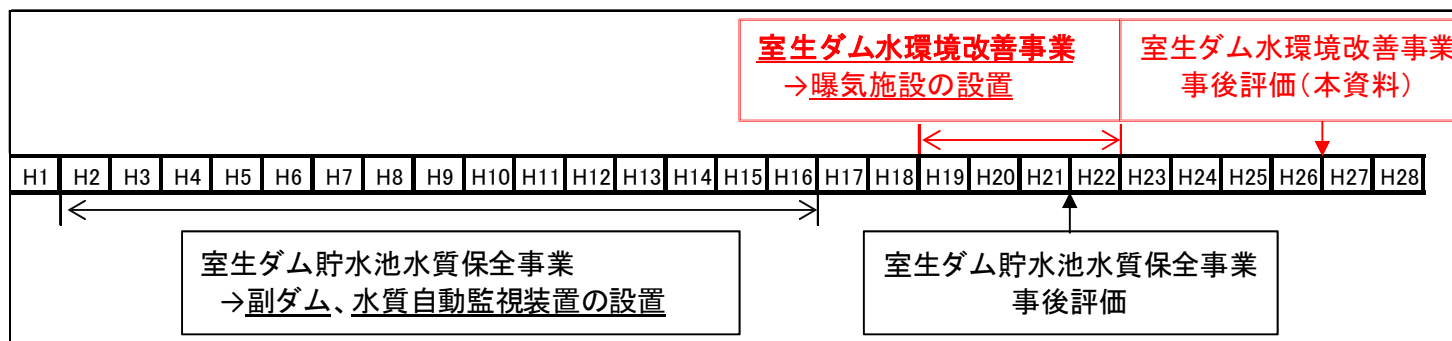 室生ダム水環境改善事業
→曝気施設の設置
室生ダム水環境改善事業
事後評価(本資料)
H1 H2 H3 H4 H5 H6 H7 H8 H9 H10 H11 H12 H13 H14 H15 H16 H17 H18 H19 H20 H21 H22 H23 H24 H25 H26 H27 H28
室生ダム貯水池水質保全事業
→副ダム、水質自動監視装置の設置
室生ダム貯水池水質保全事業
事後評価